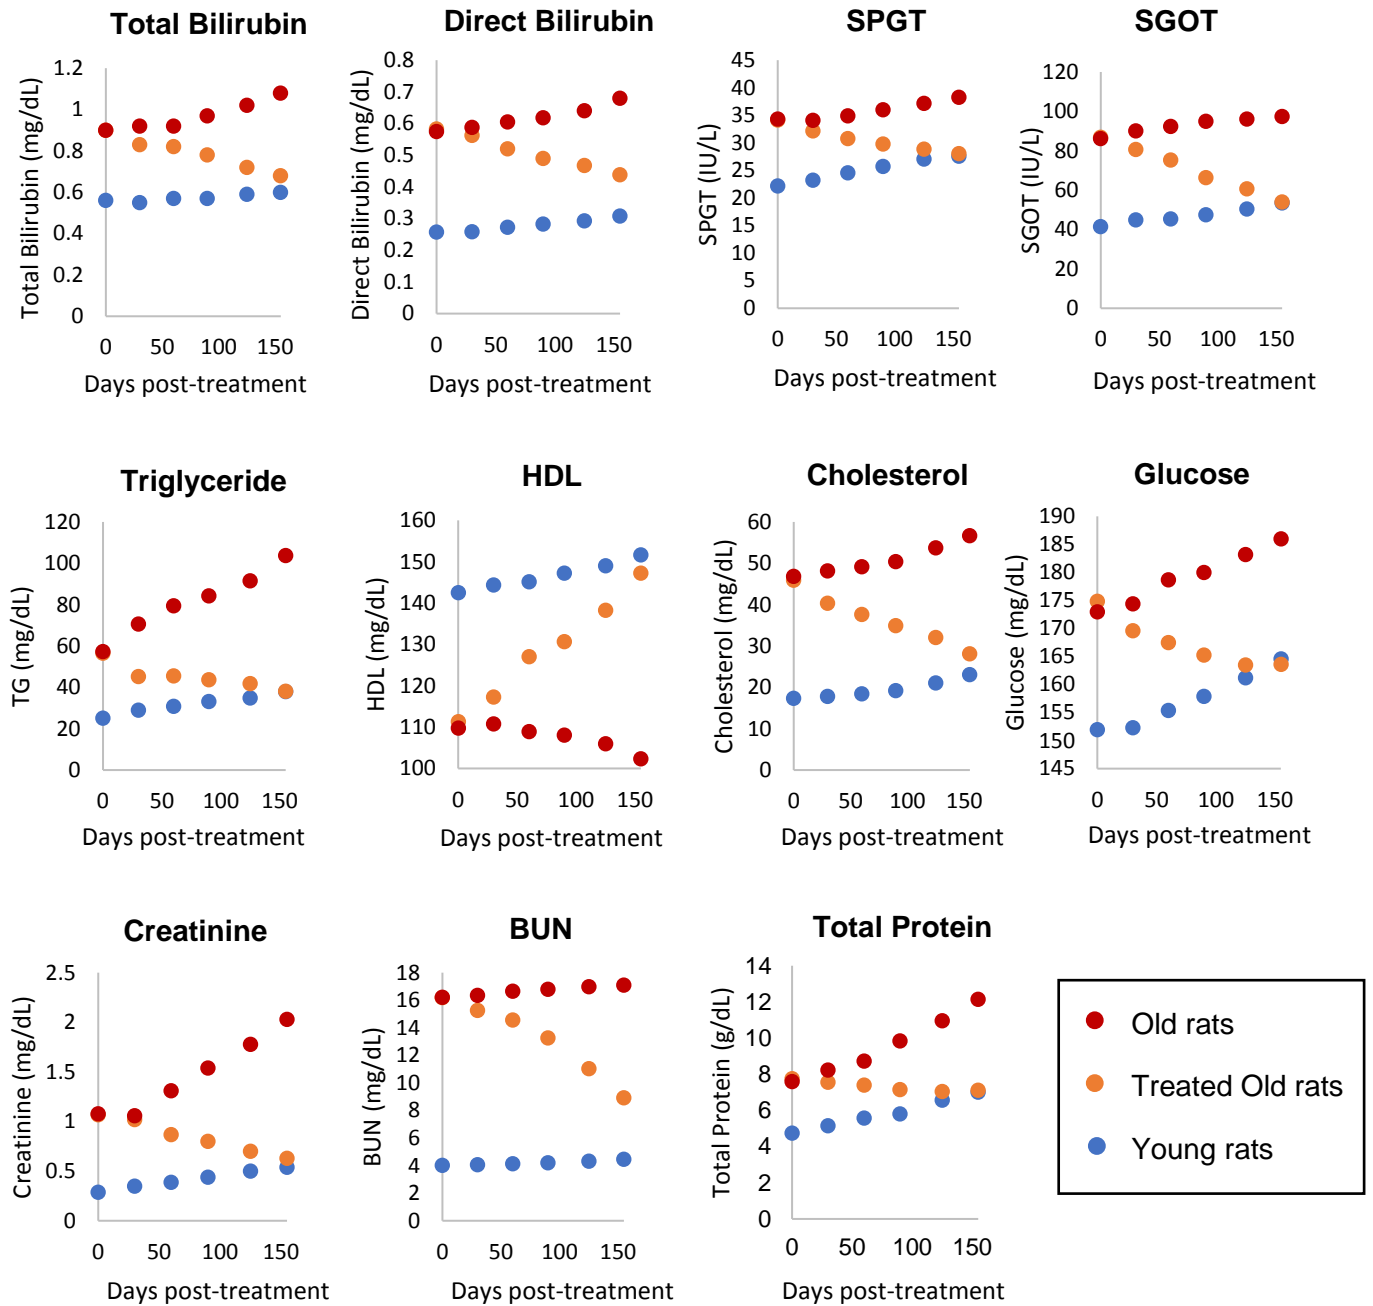 Total Bilirubin
Total Bilirubin (mg/dL)
1.2
1
0.8
0.6
0.4
0.2
0
0 50 100 150
Days post-treatment
Direct Bilirubin
Direct Bilirubin (mg/dL)
0.8
0.7
0.6
0.5
0.4
0.3
0.2
0.1
0
0 50 100 150
Days post-treatment
SPGT
SPGT (IU/L)
45
40
35
30
25
20
15
10
5
0
0 50 100 150
Days post-treatment
SGOT
SGOT (IU/L)
120
100
80
60
40
20
0
0 50 100 150
Days post-treatment
Triglyceride
TG (mg/dL)
120
100
80
60
40
20
0
0 50 100 150
Days post-treatment
HDL
HDL (mg/dL)
160
150
140
130
120
110
100
0 50 100 150
Days post-treatment
Cholesterol
Cholesterol (mg/dL)
60
50
40
30
20
10
0
0 50 100 150
Days post-treatment
Glucose
Glucose (mg/dL)
190
185
180
175
170
165
160
155
150
145
0 50 100 150
Days post-treatment
Creatinine
Creatinine (mg/dL)
2.5
2
1.5
1
0.5
0
0 50 100 150
Days post-treatment
BUN
BUN (mg/dL)
18
16
14
12
10
8
6
4
2
0
0 50 100 150
Days post-treatment
Total Protein
Total Protein (g/dL)
14
12
10
8
6
4
2
0
0 50 100 150
Days post-treatment
Old rats
Treated Old rats
Young rats